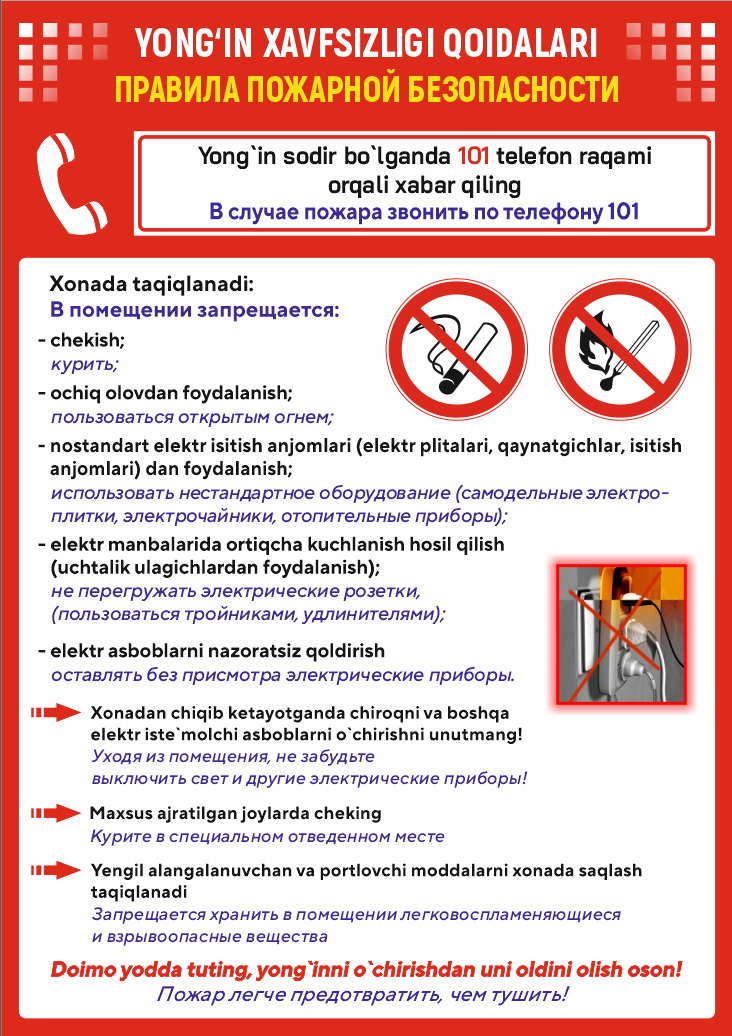 YONG‘IN XAVFSIZLIGI QOIDALARI
ПРАВИЛА ПОЖАРНОЙ БЕЗОПАСНОСТИ
Yong`in sodir bo`lganda 101 telefon raqami
orqali xabar qiling
В случае пожара звонить по телефону 101
Xonada taqiqlanadi:
В помещении запрещается:
- chekish;
курить;
- ochiq olovdan foydalanish;
пользоваться открытым огнем;
- nostandart elektr isitish anjomlari (elektr plitalari, qaynatgichlar, isitish
anjomlari) dan foydalanish;
использовать нестандартное оборудование (самодельные электро-
плитки, электрочайники, отопительные приборы);
- elektr manbalarida ortiqcha kuchlanish hosil qilish
(uchtalik ulagichlardan foydalanish);
не перегружать электрические розетки,
(пользоваться тройниками, удлинителями);
- elektr asboblarni nazoratsiz qoldirish
оставлять без присмотра электрические приборы.
Xonadan chiqib ketayotganda chiroqni va boshqa
elektr iste`molchi asboblarni o`chirishni unutmang!
Уходя из помещения, не забудьте
выключить свет и другие электрические приборы!
Maxsus ajratilgan joylarda cheking
Курите в специальном отведенном месте
Yengil alangalanuvchan va portlovchi moddalarni xonada saqlash
taqiqlanadi
Запрещается хранить в помещении легковоспламеняющиеся
и взрывоопасные вещества
Doimo yodda tuting, yong`inni o`chirishdan uni oldini olish oson!
Пожар легче предотвратить, чем тушить!